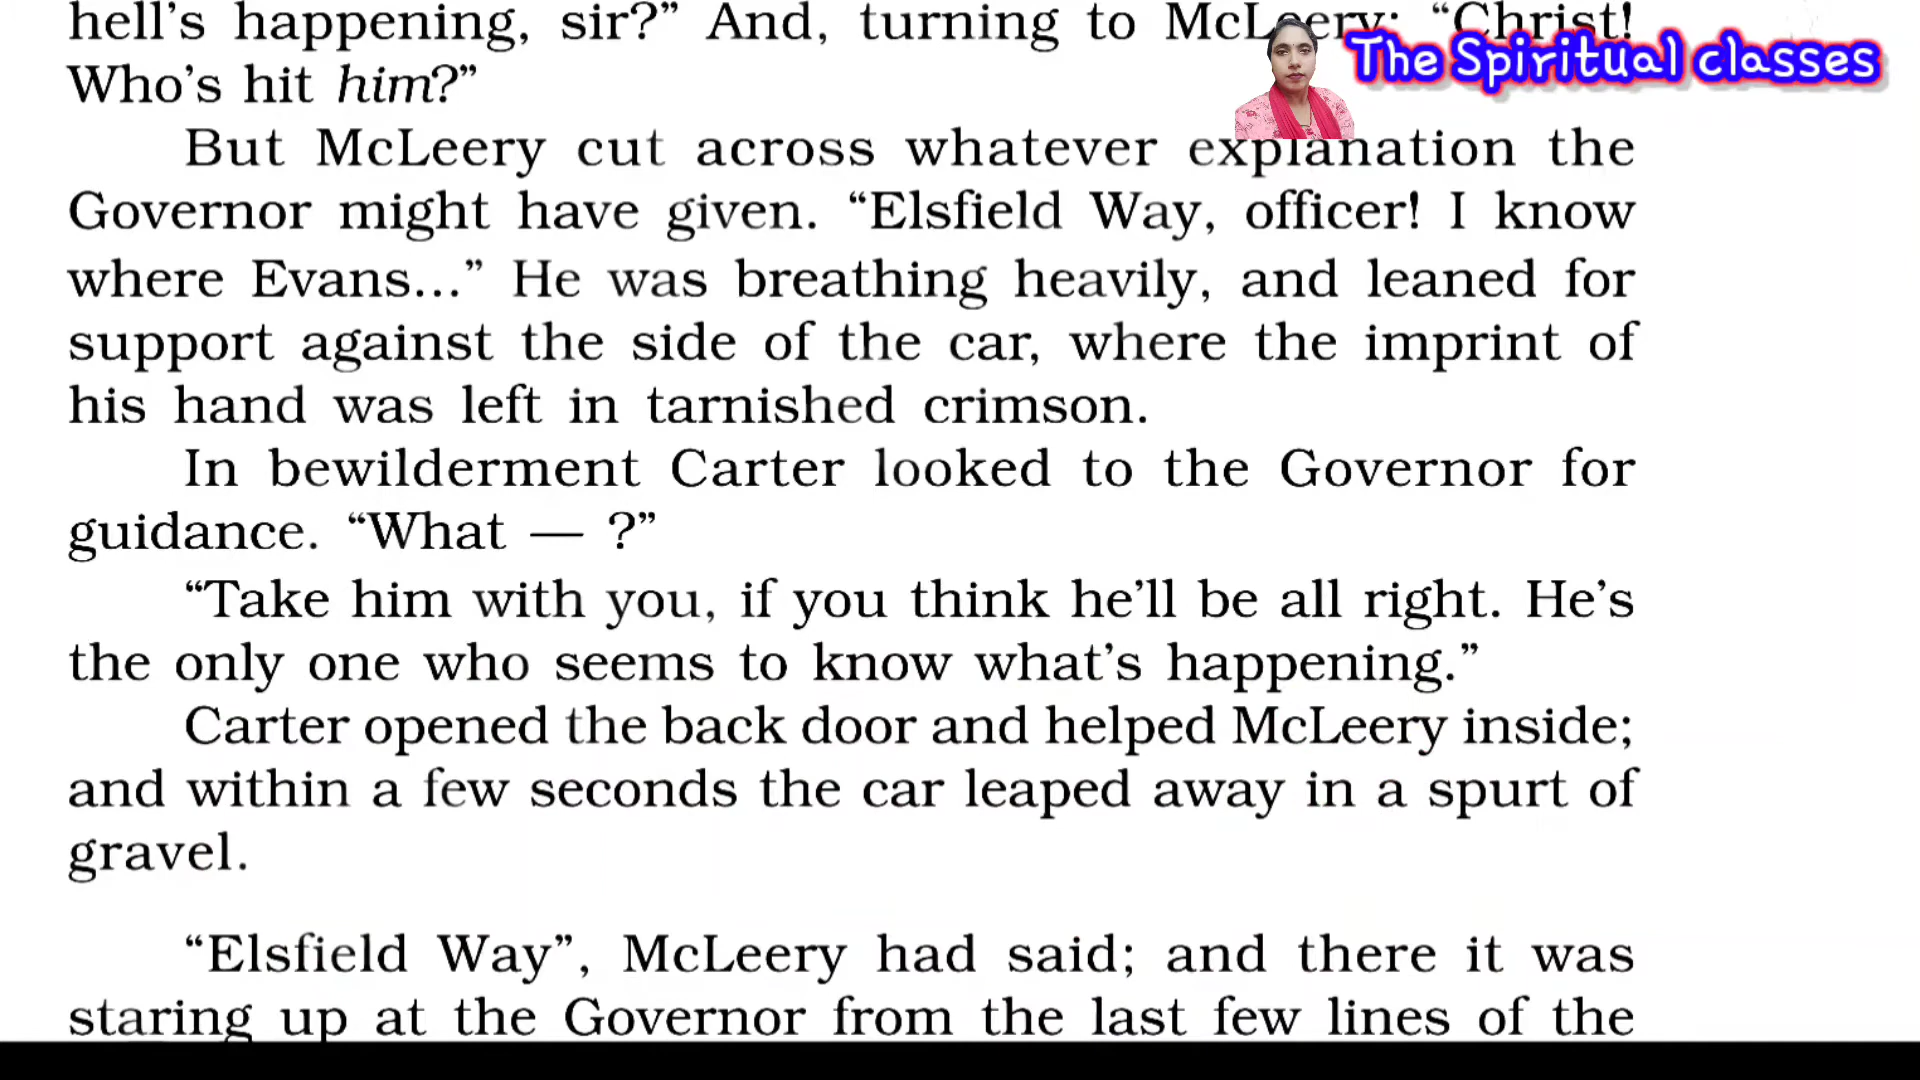 hell’s happening, sir?” And, turning to McLeery: “Christ!
The Spiritual classes
Who’s hit him?”
But McLeery cut across whatever explanation the
Governor might have given. “Elsfield Way, officer! I know
where Evans...” He was breathing heavily, and leaned for
support against the side of the car, where the imprint of
his hand was left in tarnished crimson.
In bewilderment Carter looked to the Governor for
guidance. “What — ?”
“Take him with you, if you think he’ll be all right. He’s
the only one who seems to know what’s happening.”
Carter opened the back door and helped McLeery inside;
and within a few seconds the car leaped away in a spurt of
gravel.
“Elsfield Way”, McLeery had said; and there it was
staring up at the Governor from the last few lines of the